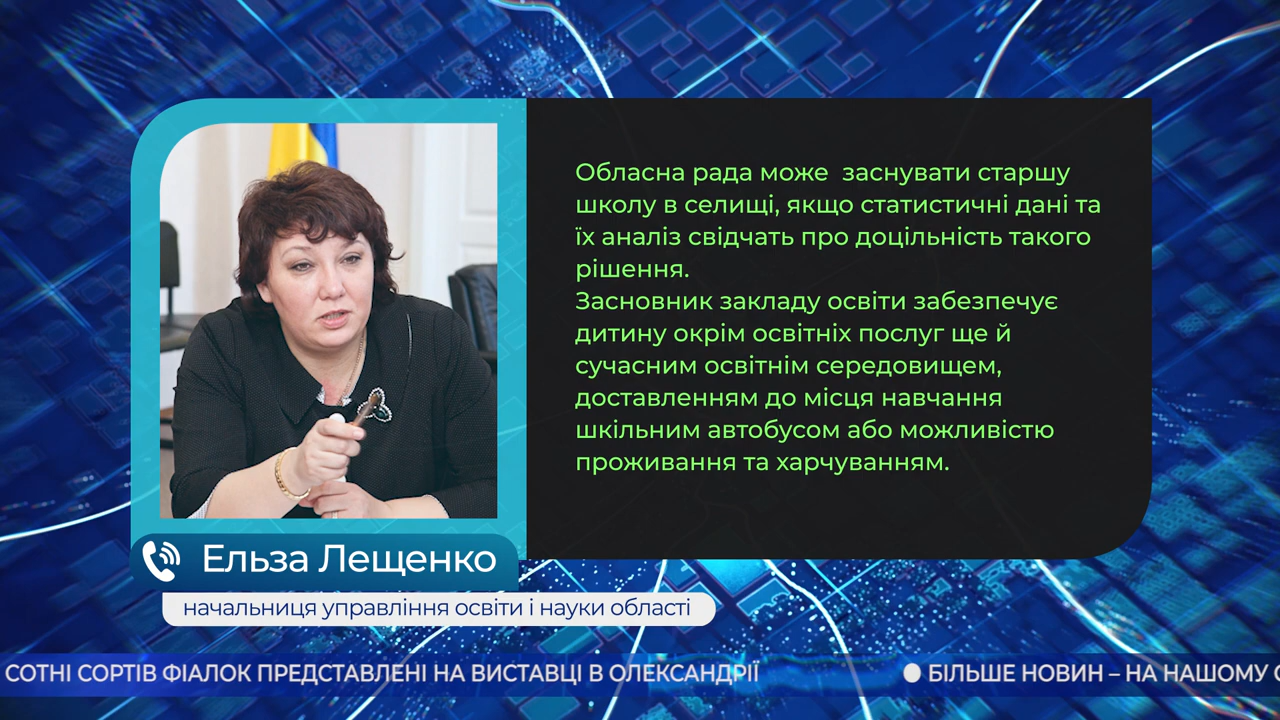 Обласна рада може  заснувати старшу
школу в селищі, якщо статистичні дані та
їх аналіз свідчать про доцільність такого
рішення.
Засновник закладу освіти забезпечує
дитину окрім освітніх послуг ще й
сучасним освітнім середовищем,
доставленням до місця навчання
шкільним автобусом або можливістю
проживання та харчуванням.
Ельза Лещенко
начальниця управління освіти і науки області
СОТНІ СОРТІВ ФІАЛОК ПРЕДСТАВЛЕНІ НА ВИСТАВЦІ В ОЛЕКСАНДРІЇ ● БІЛЬШЕ НОВИН – НА НАШОМУ